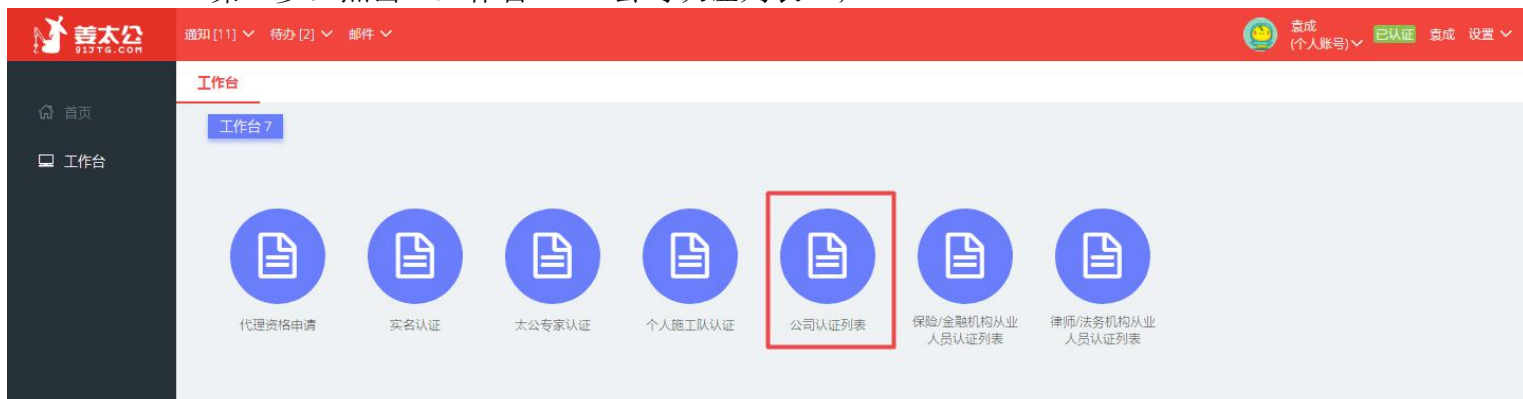 姜太公
913TG.COM
通知 [11] 待办 [2] 邮件
袁成
(个人账号)
已认证 袁成 设置
工作台
首页
工作台 7
工作台
代理资格申请
实名认证
太公专家认证
个人施工队认证
公司认证列表
保险/金融机构从业
人员认证列表
律师/法务机构从业
人员认证列表